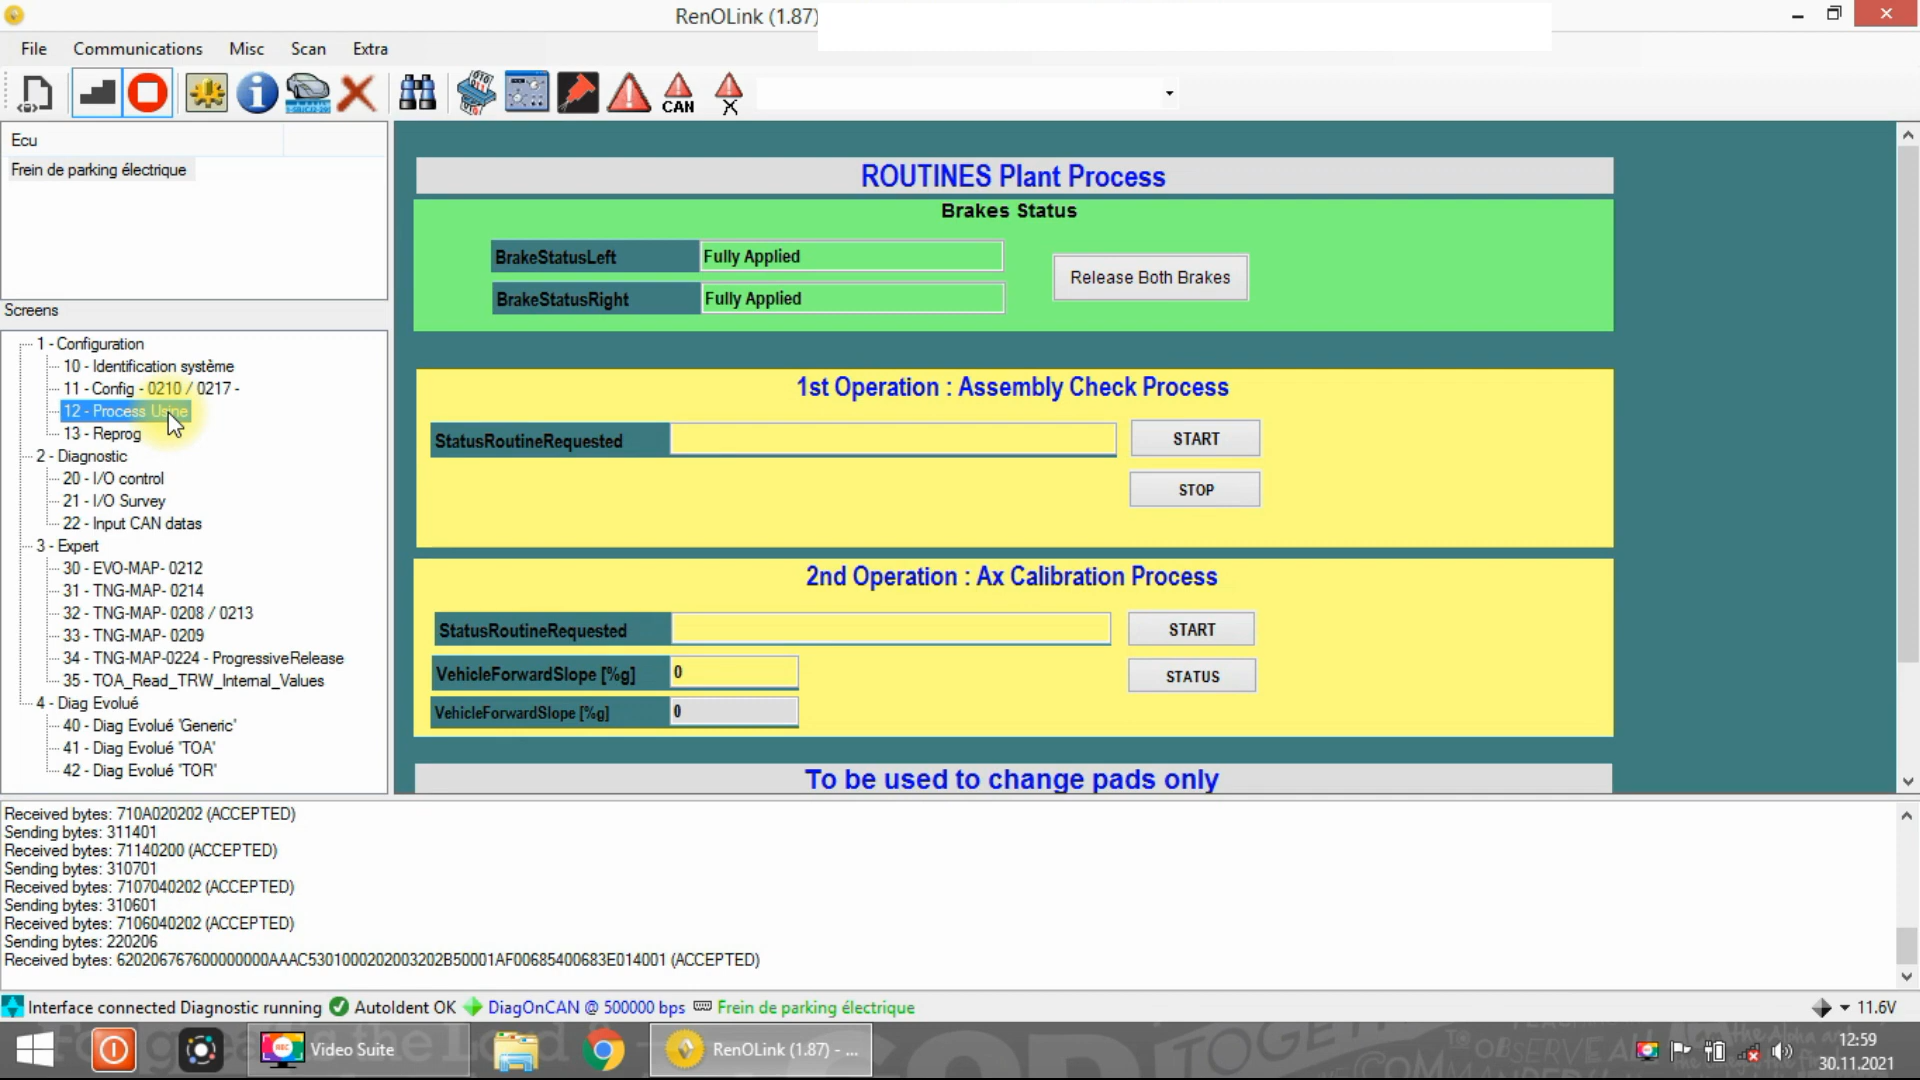 RenOLink (1.87)
File Communications Misc Scan Extra
CAN
Ecu
Frein de parking électrique
Screens
1 - Configuration
10 - Identification système
11 - Config - 0210 / 0217 -
12 - Process Usine
13 - Reprog
2 - Diagnostic
20 - I/O control
21 - I/O Survey
22 - Input CAN datas
3 - Expert
30 - EVO-MAP- 0212
31 - TNG-MAP- 0214
32 - TNG-MAP- 0208 / 0213
33 - TNG-MAP- 0209
34 - TNG-MAP-0224 - ProgressiveRelease
35 - TOA_Read_TRW_Internal_Values
4 - Diag Evolué
40 - Diag Evolué 'Generic'
41 - Diag Evolué 'TOA'
42 - Diag Evolué 'TOR'
ROUTINES Plant Process
Brakes Status
BrakeStatusLeft Fully Applied
Release Both Brakes
BrakeStatusRight Fully Applied
1st Operation : Assembly Check Process
StatusRoutineRequested START
STOP
2nd Operation : Ax Calibration Process
StatusRoutineRequested START
VehicleForwardSlope [%g] 0 STATUS
VehicleForwardSlope [%g] 0
To be used to change pads only
Received bytes: 710A020202 (ACCEPTED)
Sending bytes: 311401
Received bytes: 71140200 (ACCEPTED)
Sending bytes: 310701
Received bytes: 7107040202 (ACCEPTED)
Sending bytes: 310601
Received bytes: 7106040202 (ACCEPTED)
Sending bytes: 220206
Received bytes: 620206767600000000AAAC5301000202003202B50001AF00685400683E014001 (ACCEPTED)
Interface connected Diagnostic running AutoIdent OK DiagOnCAN @ 500000 bps Frein de parking électrique 11.6V
Video Suite RenOLink (1.87) - ...
12:59
30.11.2021